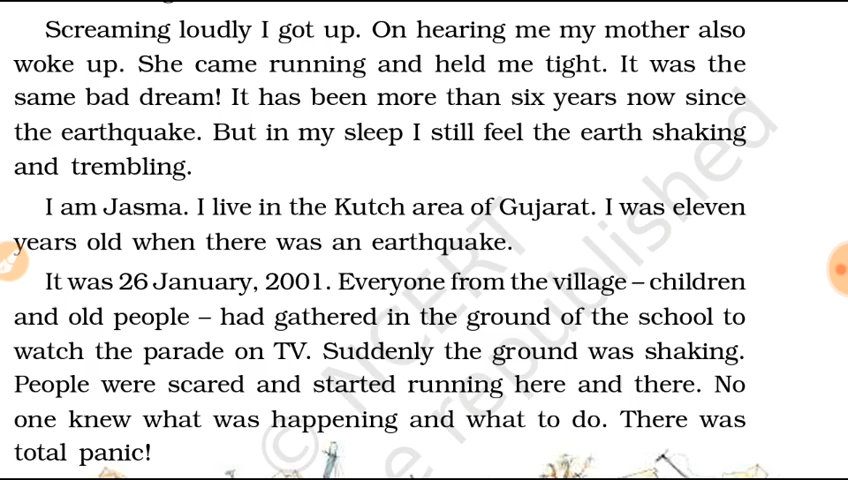 Screaming loudly I got up. On hearing me my mother also
woke up. She came running and held me tight. It was the
same bad dream! It has been more than six years now since
the earthquake. But in my sleep I still feel the earth shaking
and trembling.
I am Jasma. I live in the Kutch area of Gujarat. I was eleven
years old when there was an earthquake.
It was 26 January, 2001. Everyone from the village – children
and old people – had gathered in the ground of the school to
watch the parade on TV. Suddenly the ground was shaking.
People were scared and started running here and there. No
one knew what was happening and what to do. There was
total panic!
© NCERT
e republished